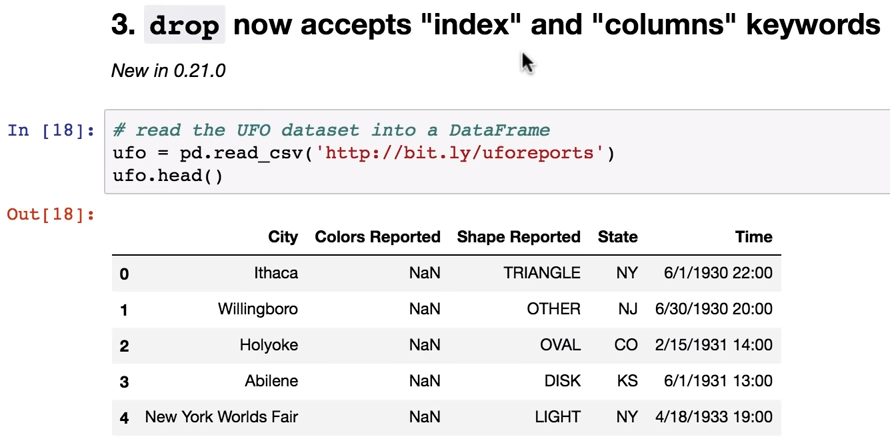 3. drop now accepts "index" and "columns" keywords
New in 0.21.0
In [18]: # read the UFO dataset into a DataFrame
ufo = pd.read_csv('http://bit.ly/uforeports')
ufo.head()
Out[18]:
City Colors Reported Shape Reported State Time
0 Ithaca NaN TRIANGLE NY 6/1/1930 22:00
1 Willingboro NaN OTHER NJ 6/30/1930 20:00
2 Holyoke NaN OVAL CO 2/15/1931 14:00
3 Abilene NaN DISK KS 6/1/1931 13:00
4 New York Worlds Fair NaN LIGHT NY 4/18/1933 19:00